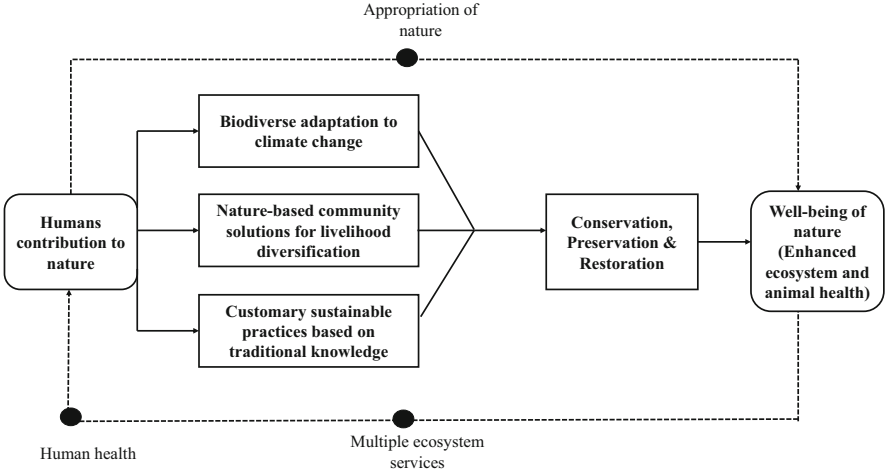 Appropriation of
nature
Biodiverse adaptation to
climate change
Humans
contribution to
nature
Nature-based community
solutions for livelihood
diversification
Customary sustainable
practices based on
traditional knowledge
Conservation,
Preservation &
Restoration
Well-being of
nature
(Enhanced
ecosystem and
animal health)
Human health
Multiple ecosystem
services